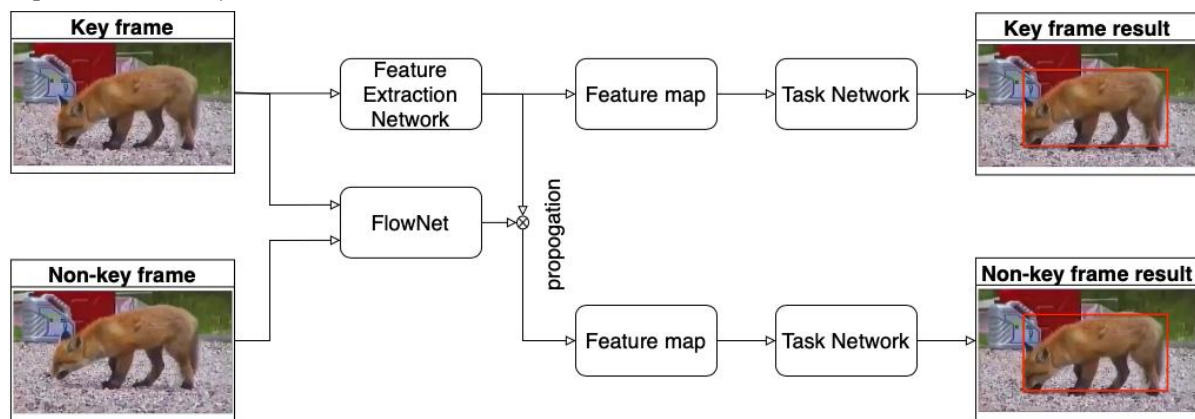 Key frame
Key frame result
Feature
Extraction
Network
Feature map
Task Network
FlowNet
propogation
Non-key frame
Non-key frame result
Feature map
Task Network